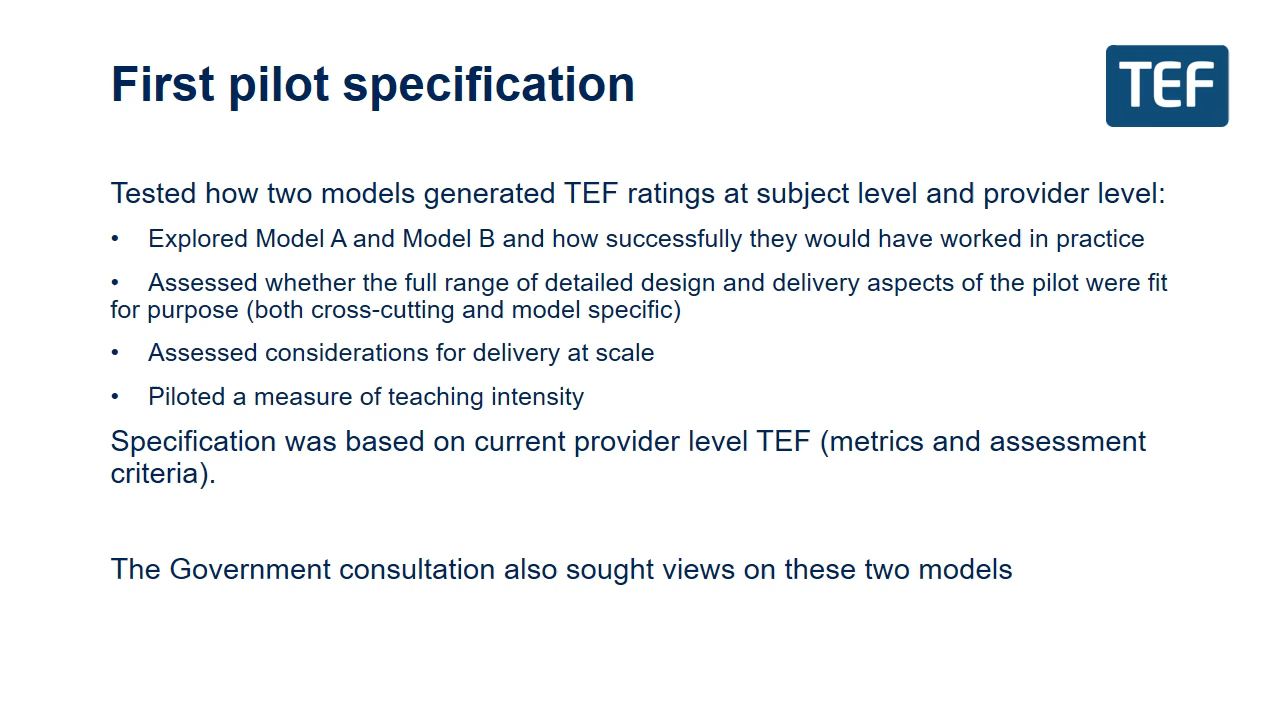 First pilot specification
TEF
Tested how two models generated TEF ratings at subject level and provider level:
• Explored Model A and Model B and how successfully they would have worked in practice
• Assessed whether the full range of detailed design and delivery aspects of the pilot were fit
for purpose (both cross-cutting and model specific)
• Assessed considerations for delivery at scale
• Piloted a measure of teaching intensity
Specification was based on current provider level TEF (metrics and assessment
criteria).
The Government consultation also sought views on these two models